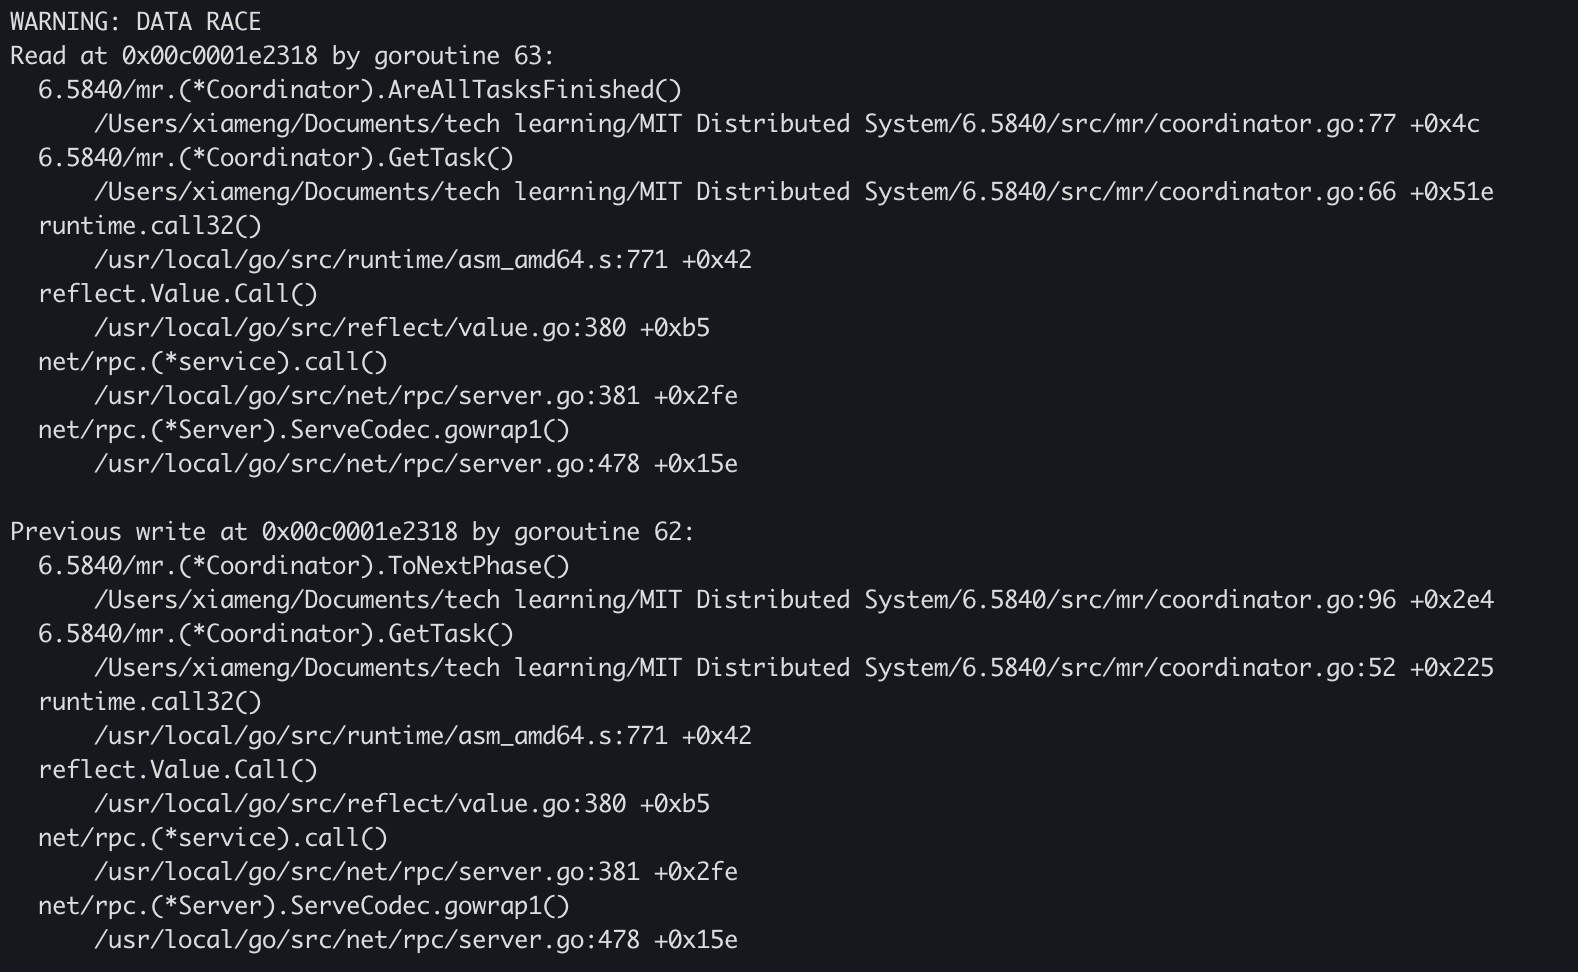 WARNING: DATA RACE
Read at 0x00c0001e2318 by goroutine 63:
  6.5840/mr.(*Coordinator).AreAllTasksFinished()
      /Users/xiameng/Documents/tech learning/MIT Distributed System/6.5840/src/mr/coordinator.go:77 +0x4c
  6.5840/mr.(*Coordinator).GetTask()
      /Users/xiameng/Documents/tech learning/MIT Distributed System/6.5840/src/mr/coordinator.go:66 +0x51e
  runtime.call32()
      /usr/local/go/src/runtime/asm_amd64.s:771 +0x42
  reflect.Value.Call()
      /usr/local/go/src/reflect/value.go:380 +0xb5
  net/rpc.(*service).call()
      /usr/local/go/src/net/rpc/server.go:381 +0x2fe
  net/rpc.(*Server).ServeCodec.gowrap1()
      /usr/local/go/src/net/rpc/server.go:478 +0x15e

Previous write at 0x00c0001e2318 by goroutine 62:
  6.5840/mr.(*Coordinator).ToNextPhase()
      /Users/xiameng/Documents/tech learning/MIT Distributed System/6.5840/src/mr/coordinator.go:96 +0x2e4
  6.5840/mr.(*Coordinator).GetTask()
      /Users/xiameng/Documents/tech learning/MIT Distributed System/6.5840/src/mr/coordinator.go:52 +0x225
  runtime.call32()
      /usr/local/go/src/runtime/asm_amd64.s:771 +0x42
  reflect.Value.Call()
      /usr/local/go/src/reflect/value.go:380 +0xb5
  net/rpc.(*service).call()
      /usr/local/go/src/net/rpc/server.go:381 +0x2fe
  net/rpc.(*Server).ServeCodec.gowrap1()
      /usr/local/go/src/net/rpc/server.go:478 +0x15e